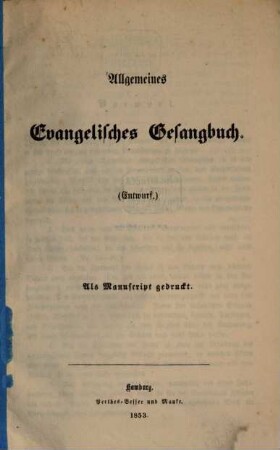 Allgemeines
Evangelisches Gesangbuch.
(Entwurf.)
Als Manuscript gedruckt.
Hamburg.
Perthes-Besser und Mauke.
1853.